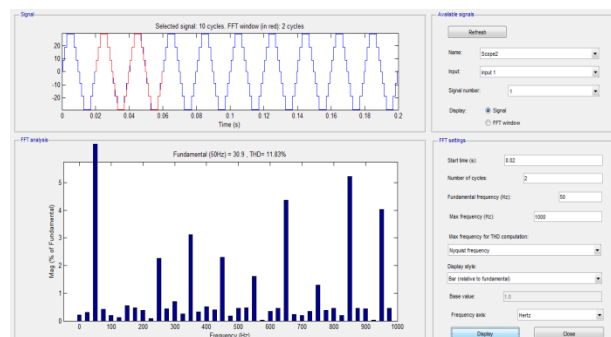 Signal
Selected signal: 10 cycles. FFT window (in red): 2 cycles
20
10
0
-10
-20
0 0.02 0.04 0.06 0.08 0.1 0.12 0.14 0.16 0.18 0.2
Time (s)
FFT analysis
Fundamental (50Hz) = 30.9 , THD= 11.83%
Mag (% of Fundamental)
5
4
3
2
1
0
0 100 200 300 400 500 600 700 800 900 1000
Frequency (Hz)
Available signals
Refresh
Name: Scope2
Input: input 1
Signal number: 1
Display: Signal
FFT window
FFT settings
Start time (s): 0.02
Number of cycles: 2
Fundamental frequency (Hz): 50
Max frequency (Hz): 1000
Max frequency for THD computation:
Nyquist frequency
Display style:
Bar (relative to fundamental)
Base value: 1.0
Frequency axis: Hertz
Display Close